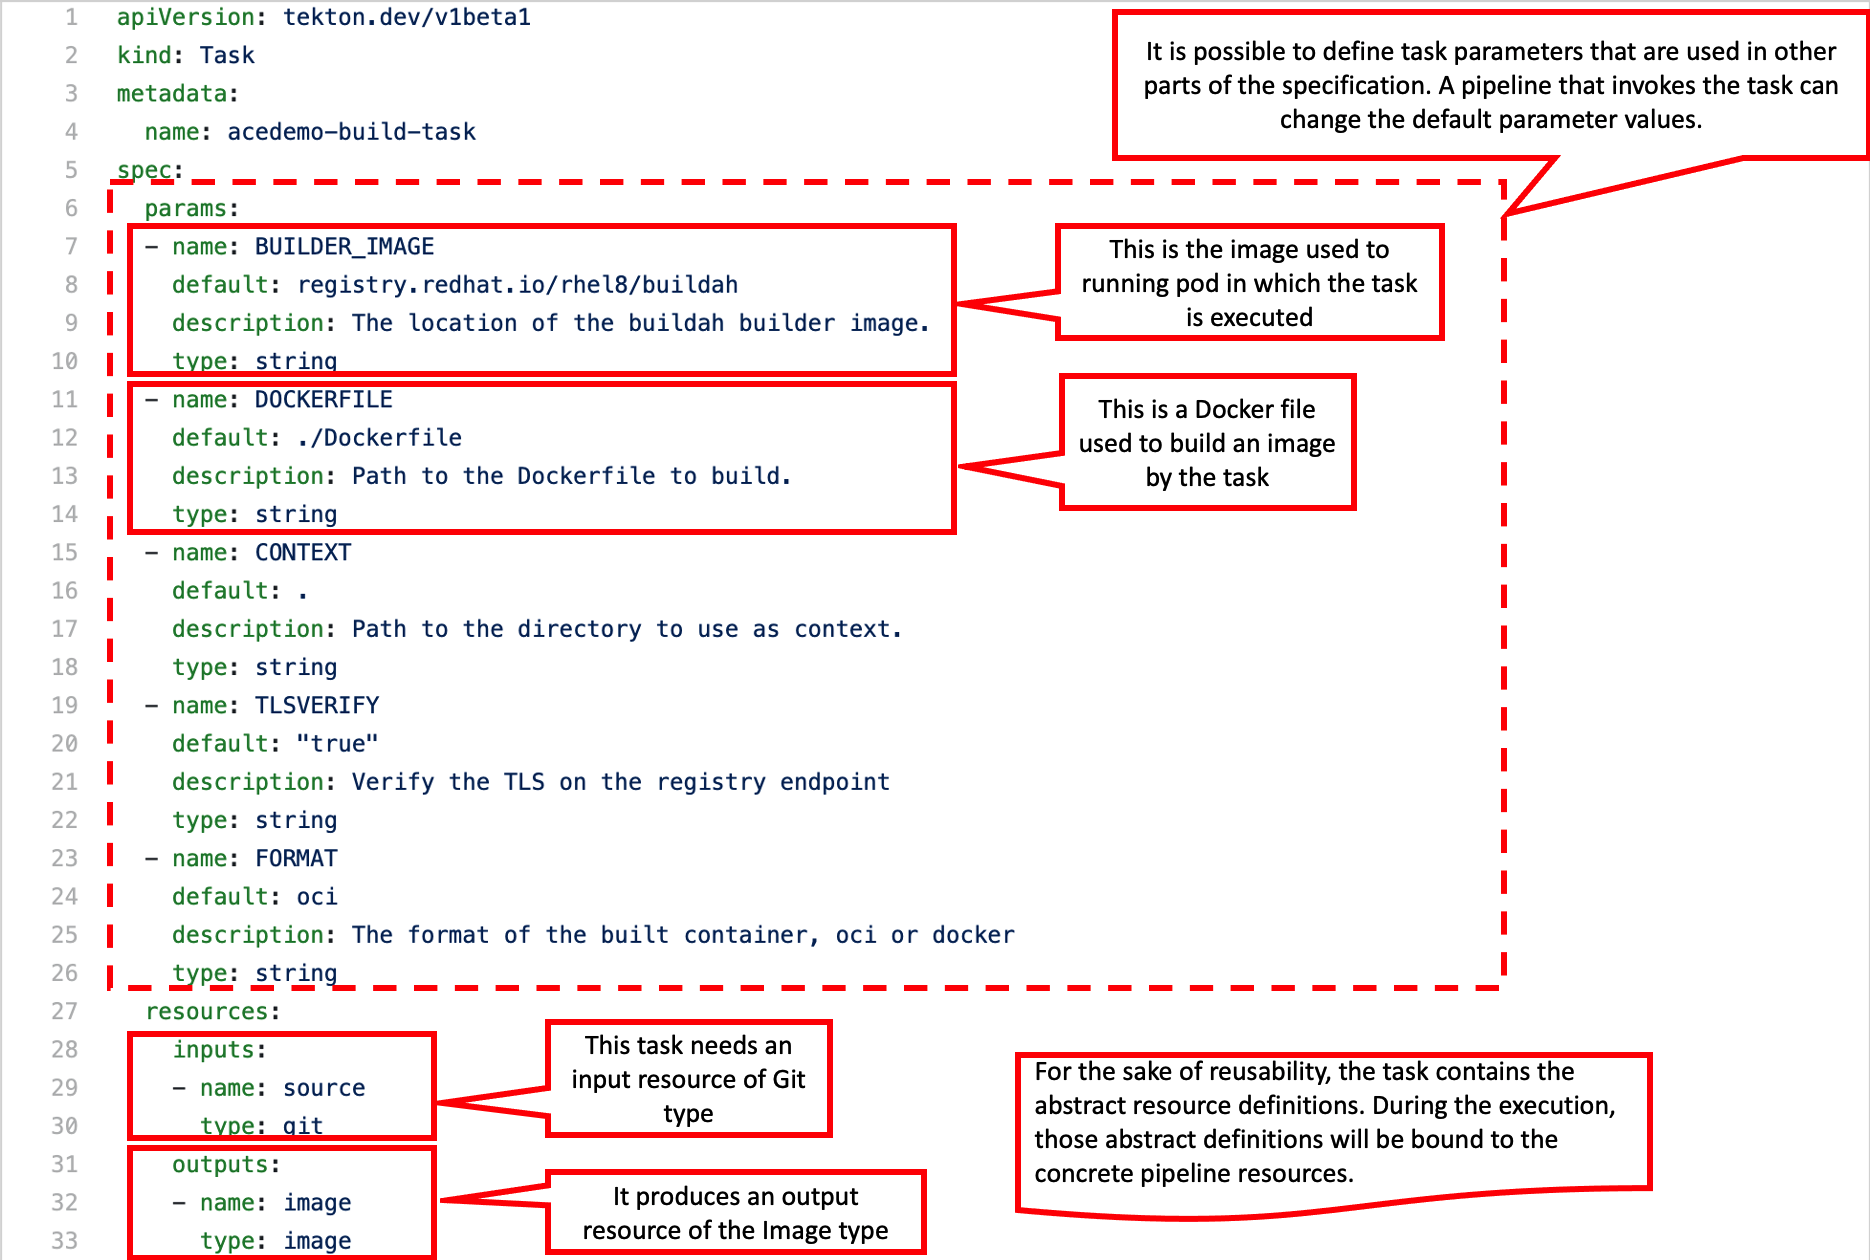 1 apiVersion: tekton.dev/v1beta1
2 kind: Task
3 metadata:
4   name: acedemo-build-task
5 spec:
6   params:
7   - name: BUILDER_IMAGE
8     default: registry.redhat.io/rhel8/buildah
9     description: The location of the buildah builder image.
10     type: string
11   - name: DOCKERFILE
12     default: ./Dockerfile
13     description: Path to the Dockerfile to build.
14     type: string
15   - name: CONTEXT
16     default: .
17     description: Path to the directory to use as context.
18     type: string
19   - name: TLSVERIFY
20     default: "true"
21     description: Verify the TLS on the registry endpoint
22     type: string
23   - name: FORMAT
24     default: oci
25     description: The format of the built container, oci or docker
26     type: string
27   resources:
28     inputs:
29     - name: source
30       type: git
31     outputs:
32     - name: image
33       type: image
It is possible to define task parameters that are used in other
parts of the specification. A pipeline that invokes the task can
change the default parameter values.
This is the image used to
running pod in which the task
is executed
This is a Docker file
used to build an image
by the task
This task needs an
input resource of Git
type
It produces an output
resource of the Image type
For the sake of reusability, the task contains the
abstract resource definitions. During the execution,
those abstract definitions will be bound to the
concrete pipeline resources.